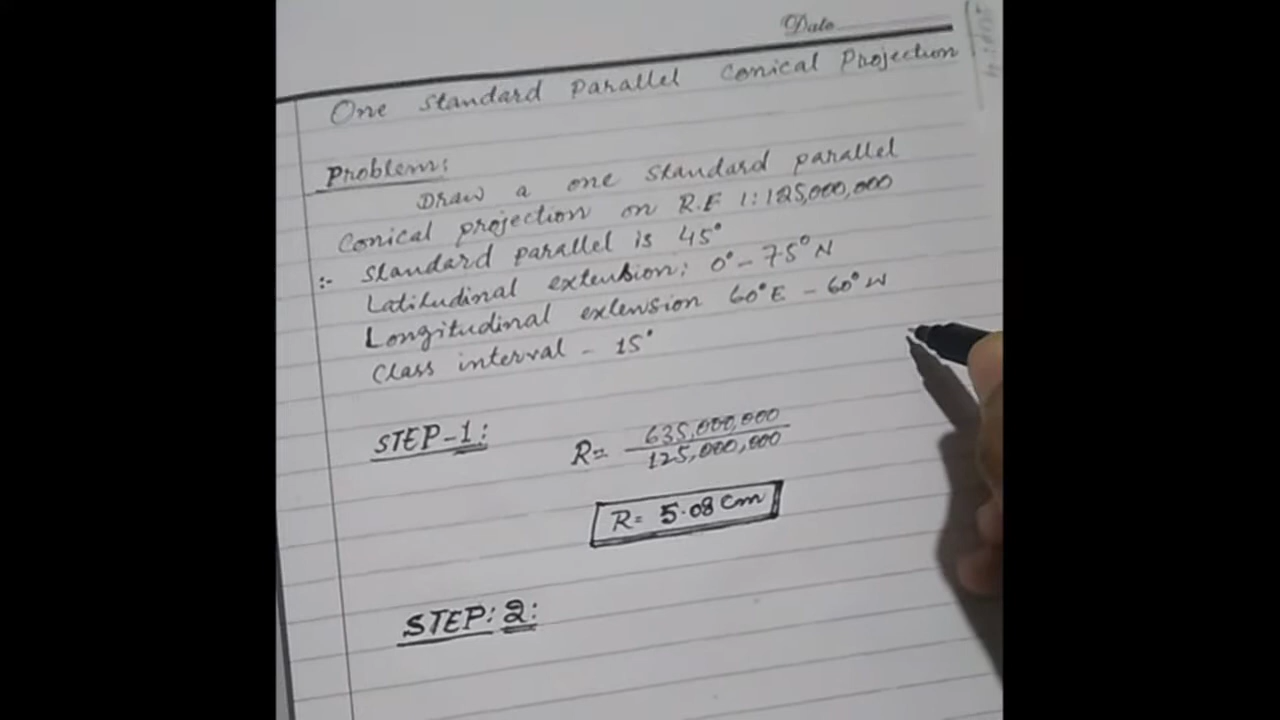 Date
One Standard Parallel Conical Projection
Problem:
Draw a one standard parallel
Conical projection on R.F 1:125,000,000
:- Standard parallel is 45°
Latitudinal extension: 0° - 75° N
Longitudinal extension 60° E - 60° W
Class interval - 15°
STEP-1:
R= 635,000,000
125,000,000
R= 5.08 Cm
STEP: 2: